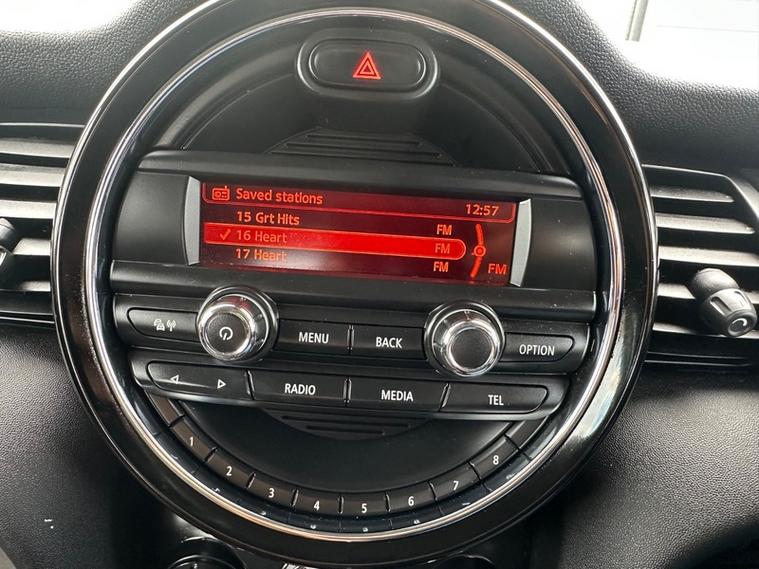 Saved stations
12:57
15 Grt Hits FM
16 Heart FM
17 Heart FM
FM
MENU BACK OPTION
RADIO MEDIA TEL
1 2 3 4 5 6 7 8